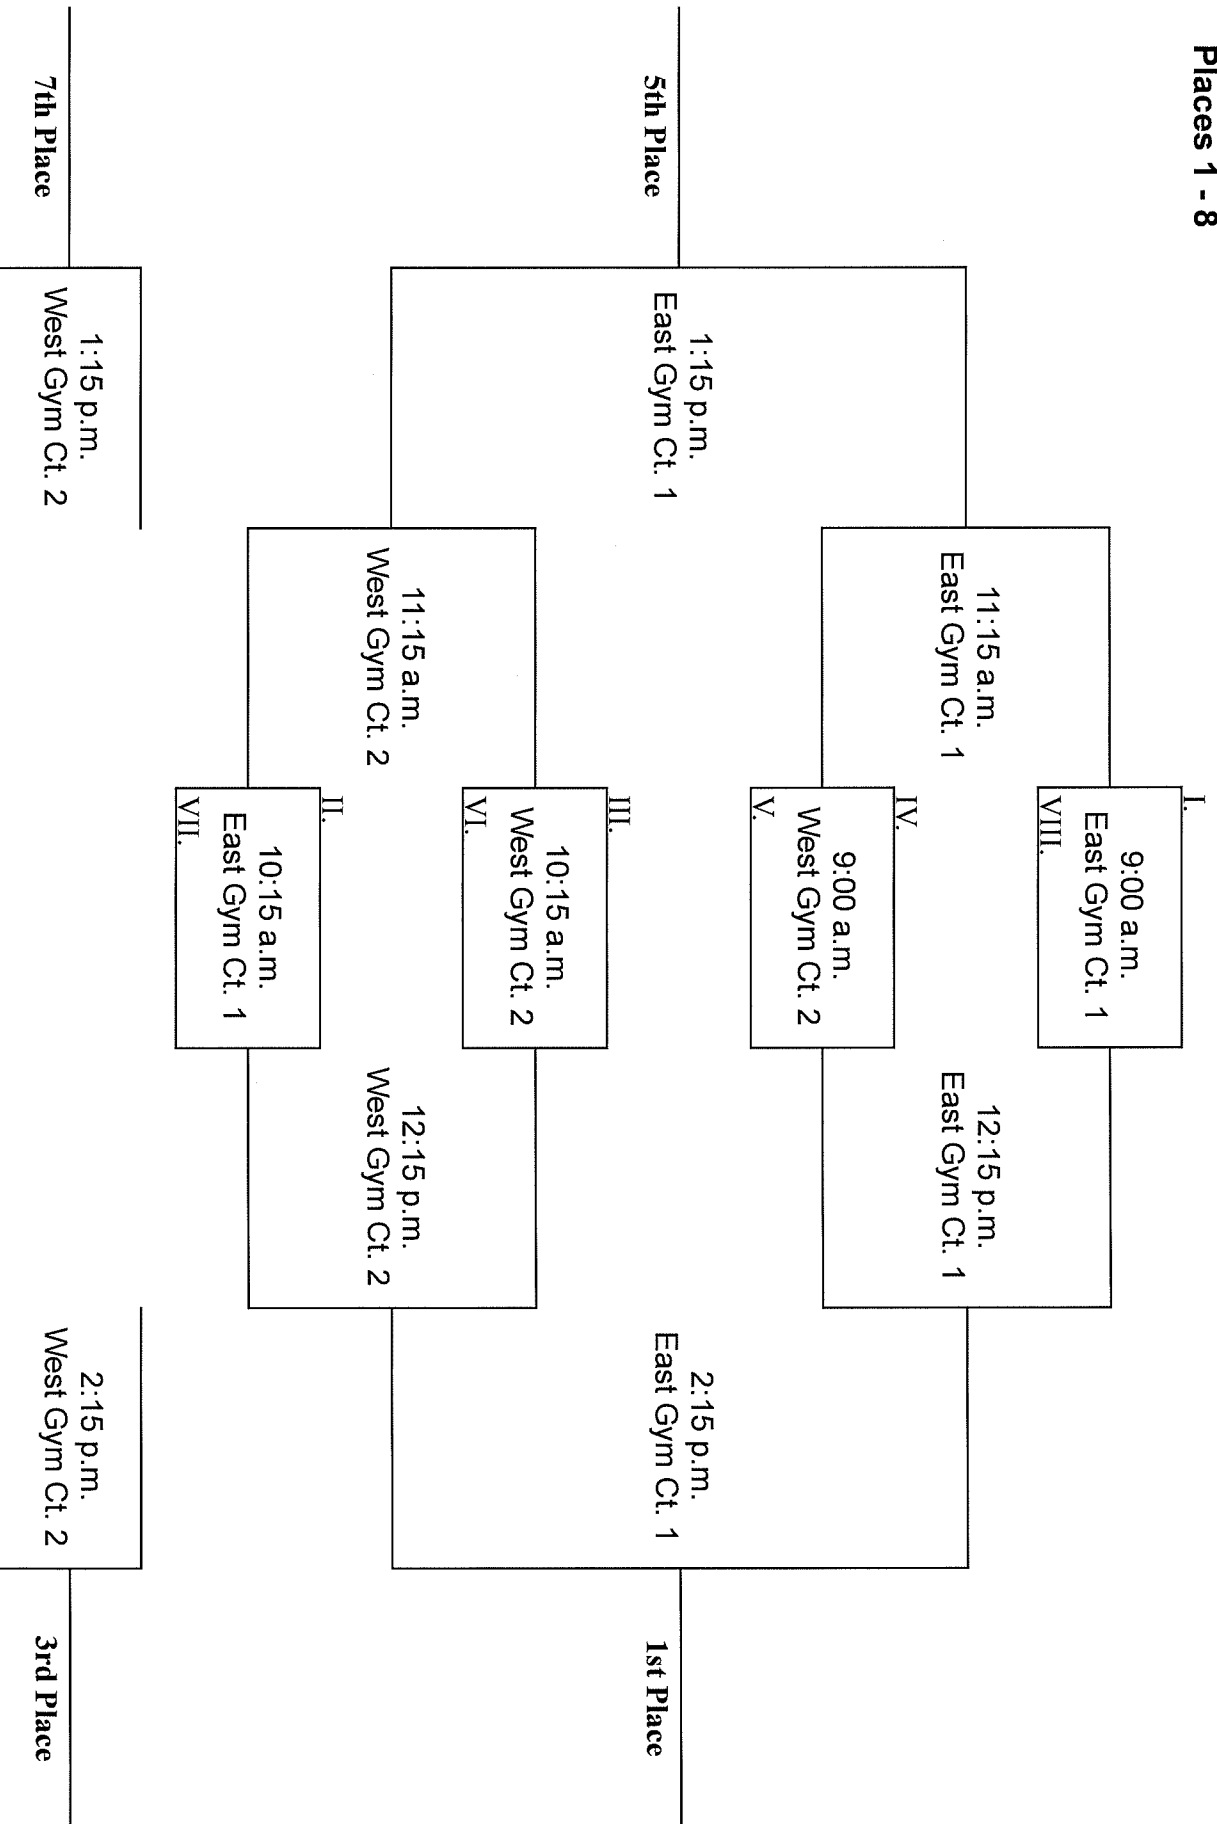 Places 1 - 8
I.
9:00 a.m.
East Gym Ct. 1
VIII.
11:15 a.m.
East Gym Ct. 1
12:15 p.m.
East Gym Ct. 1
IV.
9:00 a.m.
West Gym Ct. 2
V.
1:15 p.m.
East Gym Ct. 1
5th Place
2:15 p.m.
East Gym Ct. 1
1st Place
III.
10:15 a.m.
West Gym Ct. 2
VI.
11:15 a.m.
West Gym Ct. 2
12:15 p.m.
West Gym Ct. 2
II.
10:15 a.m.
East Gym Ct. 1
VII.
1:15 p.m.
West Gym Ct. 2
7th Place
2:15 p.m.
West Gym Ct. 2
3rd Place